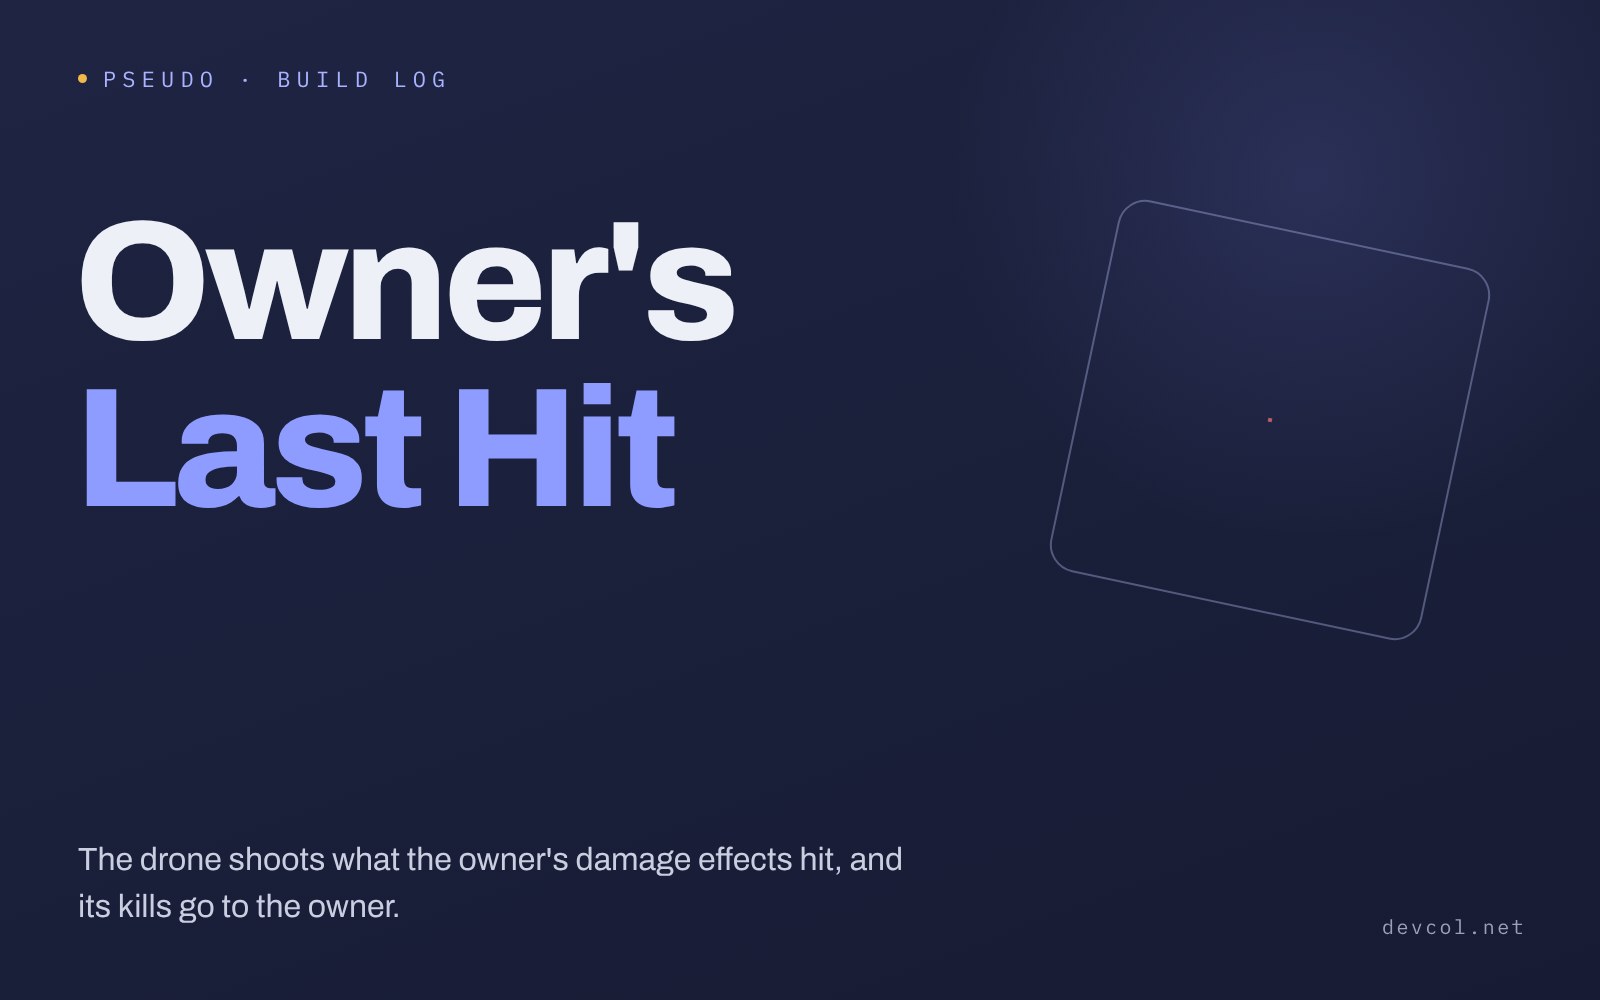 PSEUDO · BUILD LOG
Owner's
Last Hit
The drone shoots what the owner's damage effects hit, and
its kills go to the owner.
devcol.net